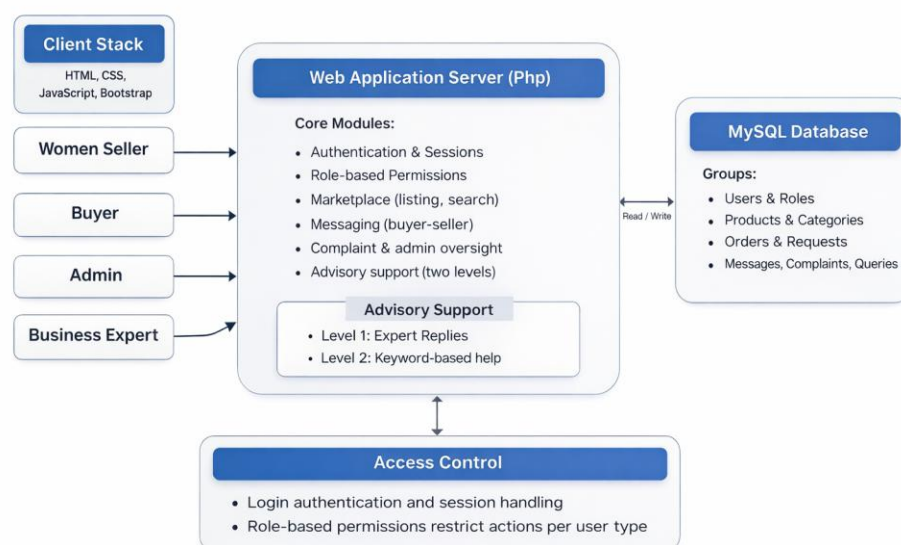 Client Stack
HTML, CSS,
JavaScript, Bootstrap
Women Seller
Buyer
Admin
Business Expert
Web Application Server (Php)
Core Modules:
• Authentication & Sessions
• Role-based Permissions
• Marketplace (listing, search)
• Messaging (buyer-seller)
• Complaint & admin oversight
• Advisory support (two levels)
Advisory Support
• Level 1: Expert Replies
• Level 2: Keyword-based help
Read / Write
MySQL Database
Groups:
• Users & Roles
• Products & Categories
• Orders & Requests
• Messages, Complaints, Queries
Access Control
• Login authentication and session handling
• Role-based permissions restrict actions per user type